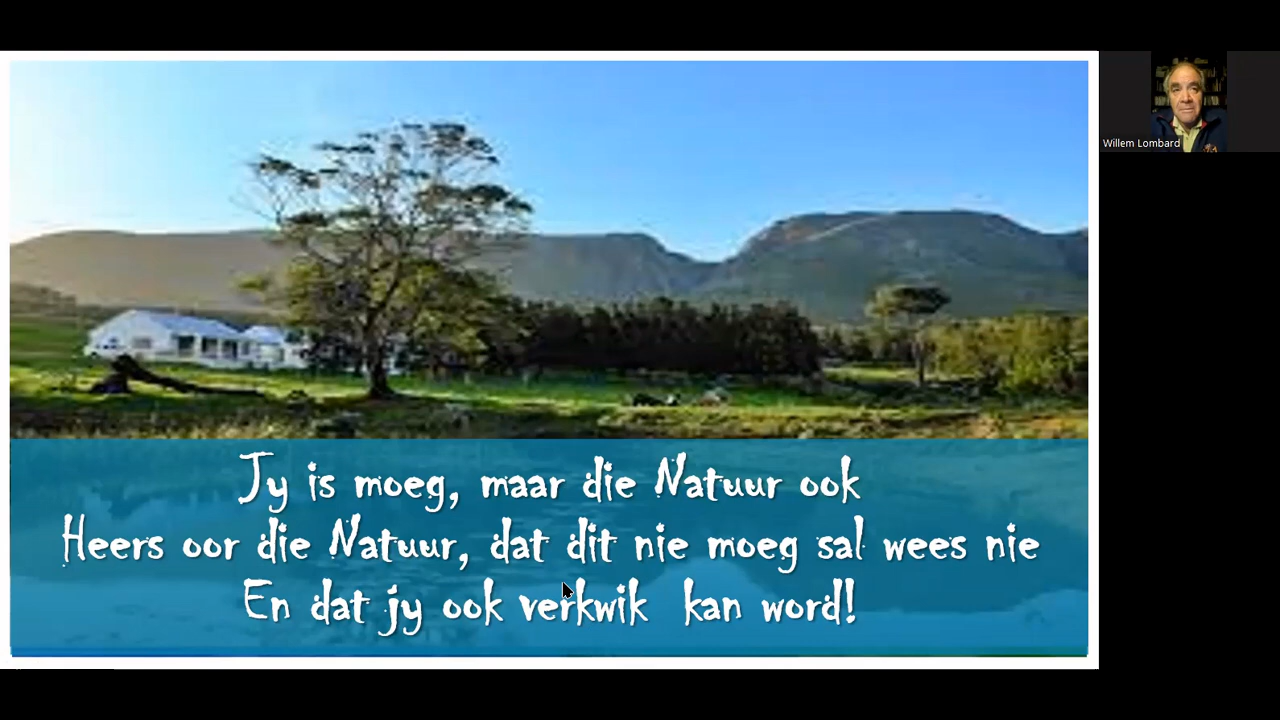 Willem Lombard
Jy is moeg, maar die Natuur ook
Heers oor die Natuur, dat dit nie moeg sal wees nie
En dat jy ook verkwik kan word!